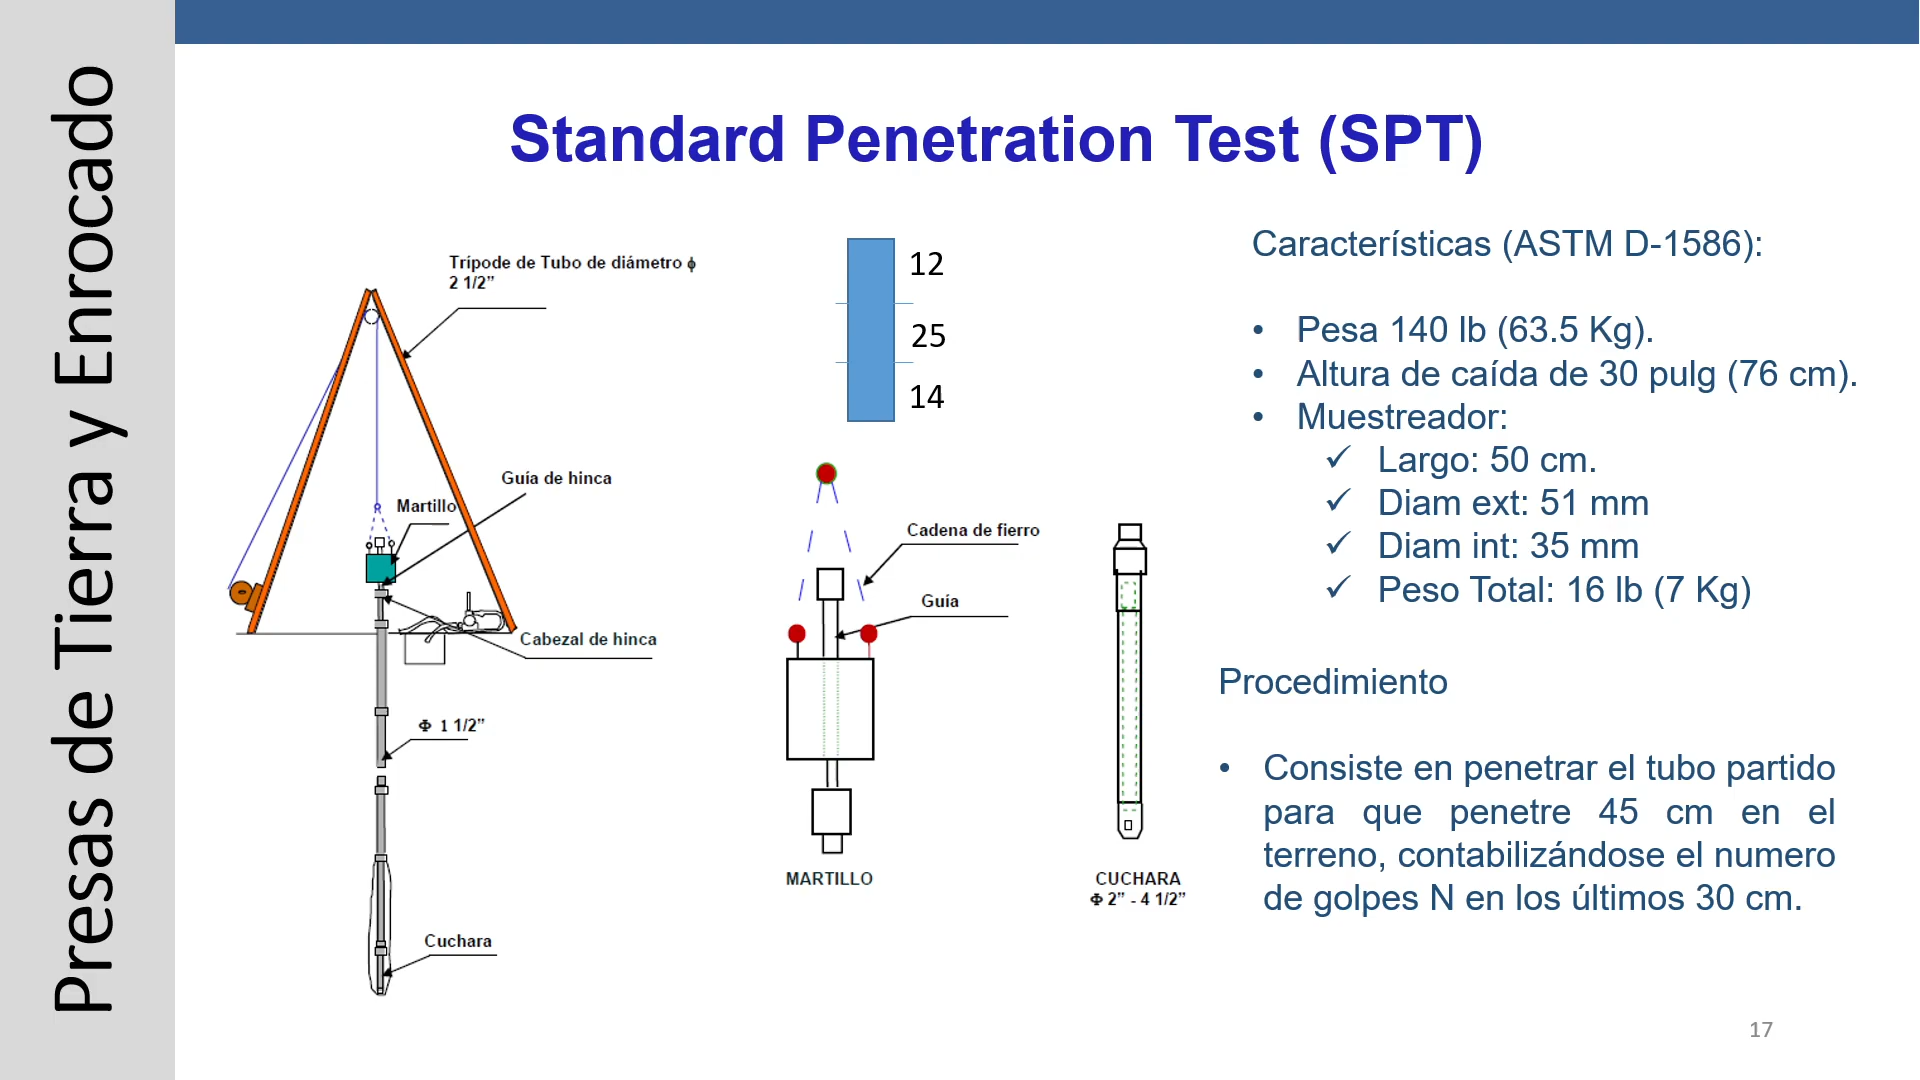 Presas de Tierra y Enrocado
Standard Penetration Test (SPT)
Trípode de Tubo de diámetro ϕ
2 1/2”
Guía de hinca
Martillo
Cabezal de hinca
Φ 1 1/2”
Cuchara
12
25
14
Cadena de fierro
Guía
MARTILLO
CUCHARA
Φ 2” - 4 1/2”
Características (ASTM D-1586):
• Pesa 140 lb (63.5 Kg).
• Altura de caída de 30 pulg (76 cm).
• Muestreador:
✓ Largo: 50 cm.
✓ Diam ext: 51 mm
✓ Diam int: 35 mm
✓ Peso Total: 16 lb (7 Kg)
Procedimiento
• Consiste en penetrar el tubo partido
para que penetre 45 cm en el
terreno, contabilizándose el numero
de golpes N en los últimos 30 cm.
17